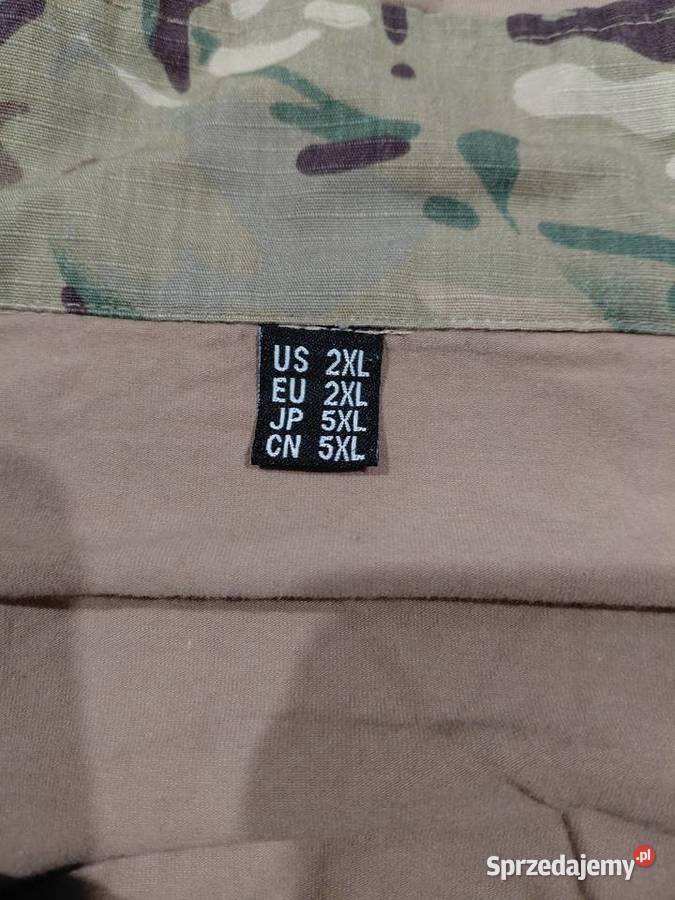 US 2XL
EU 2XL
JP 5XL
CN 5XL
Sprzedajemy.pl